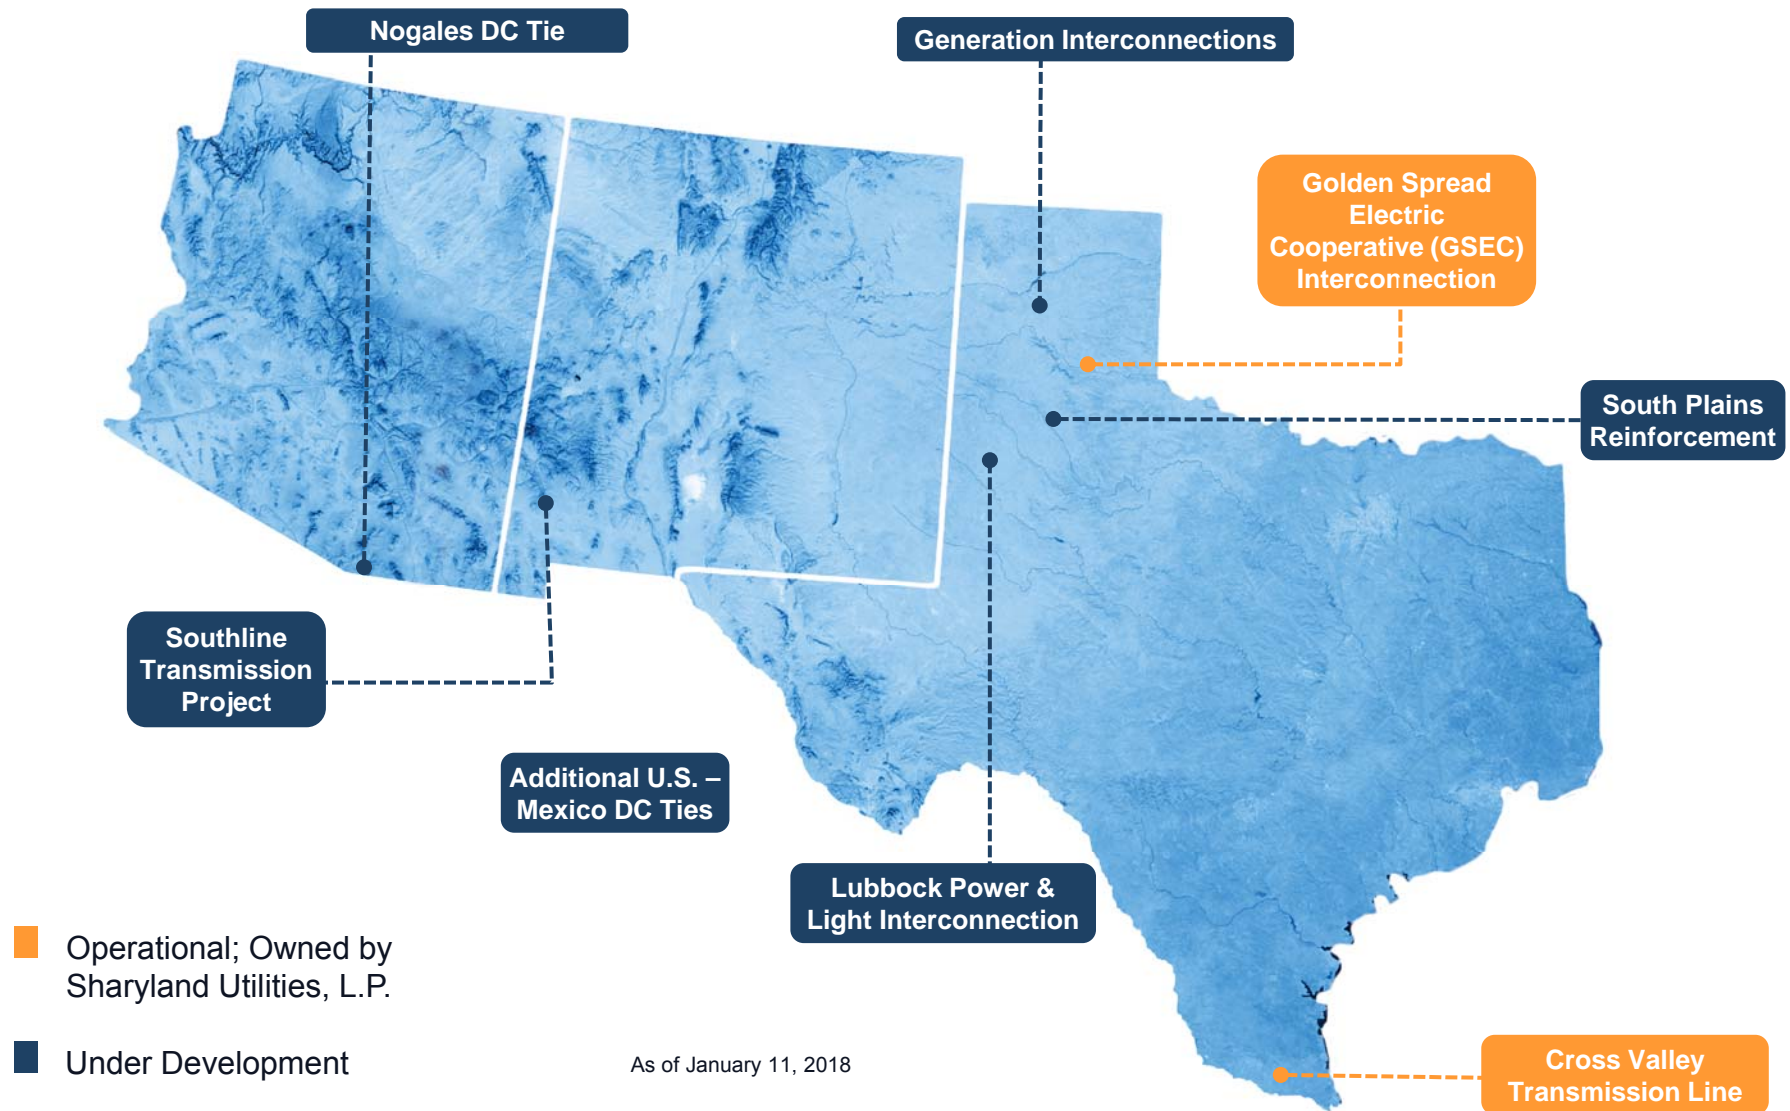 Nogales DC Tie
Generation Interconnections
Golden Spread
Electric
Cooperative (GSEC)
Interconnection
South Plains
Reinforcement
Southline
Transmission
Project
Additional U.S. –
Mexico DC Ties
Lubbock Power &
Light Interconnection
Operational; Owned by
Sharyland Utilities, L.P.
Under Development
As of January 11, 2018
Cross Valley
Transmission Line